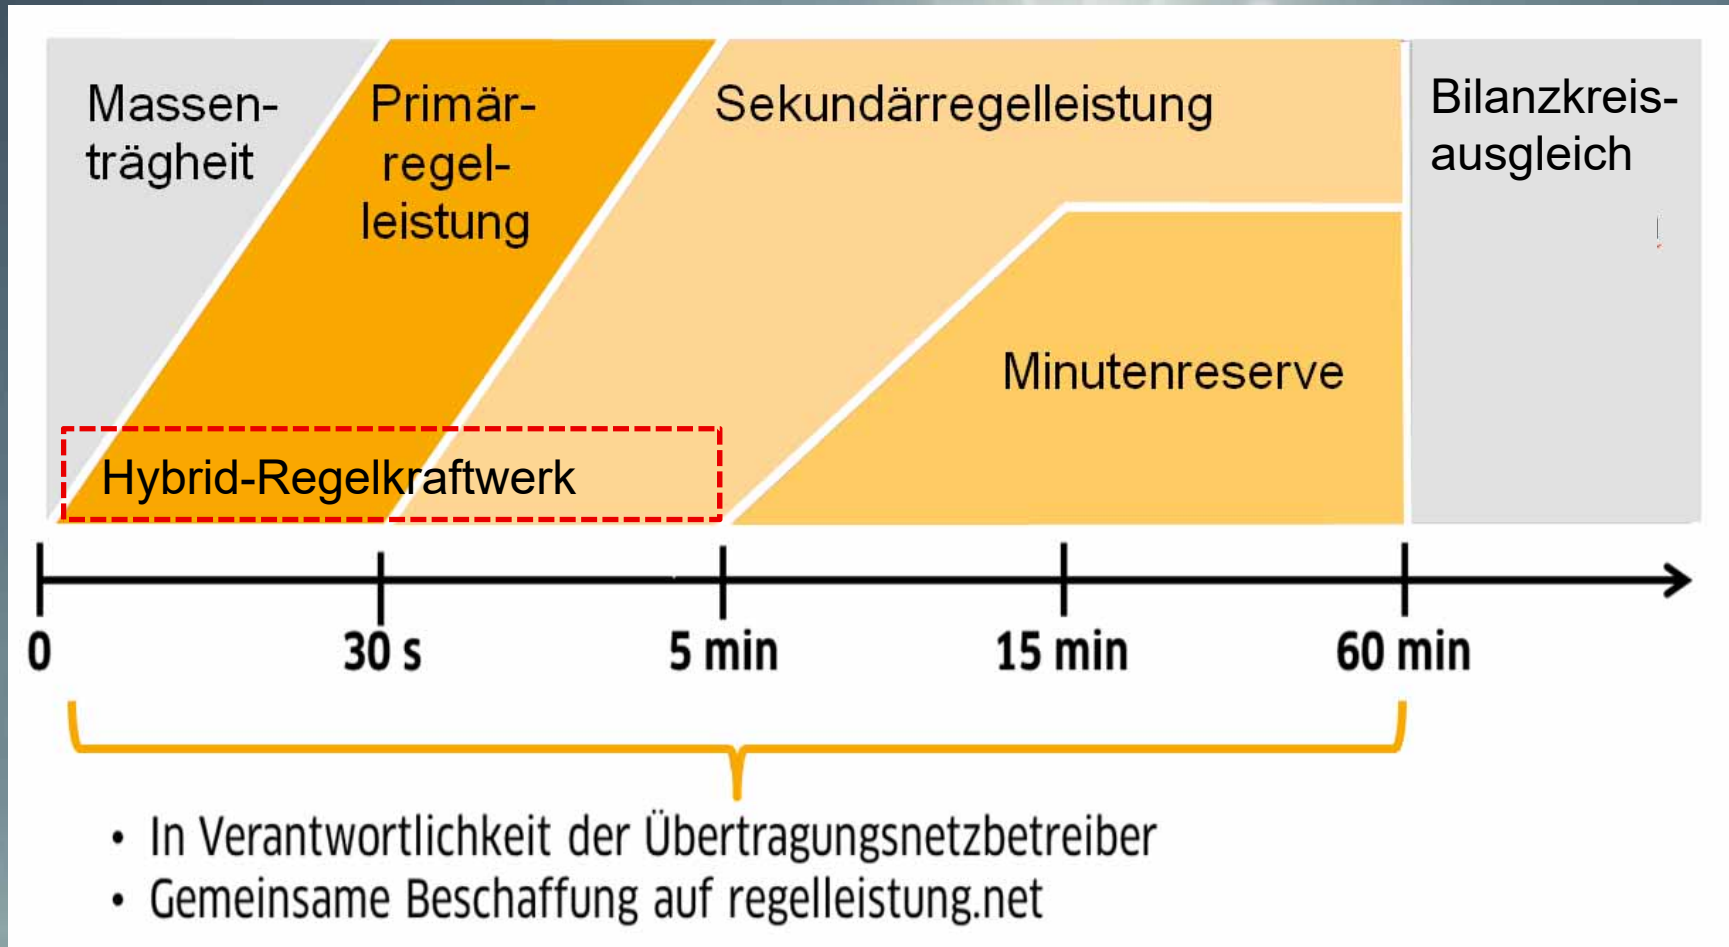 Massen-
trägheit
Primär-
regel-
leistung
Sekundärregelleistung
Bilanzkreis-
ausgleich
Minutenreserve
Hybrid-Regelkraftwerk
0
30 s
5 min
15 min
60 min
• In Verantwortlichkeit der Übertragungsnetzbetreiber
• Gemeinsame Beschaffung auf regelleistung.net